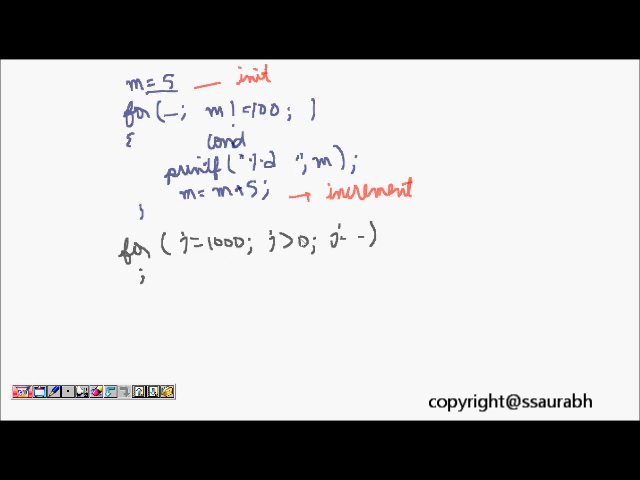 m = 5 — init
for (—; m != 100; )
{ cond
printf("%d ", m);
m = m + 5; → increment
}
for ( j = 1000; j > 0; j - - )
;
copyright@ssaurabh